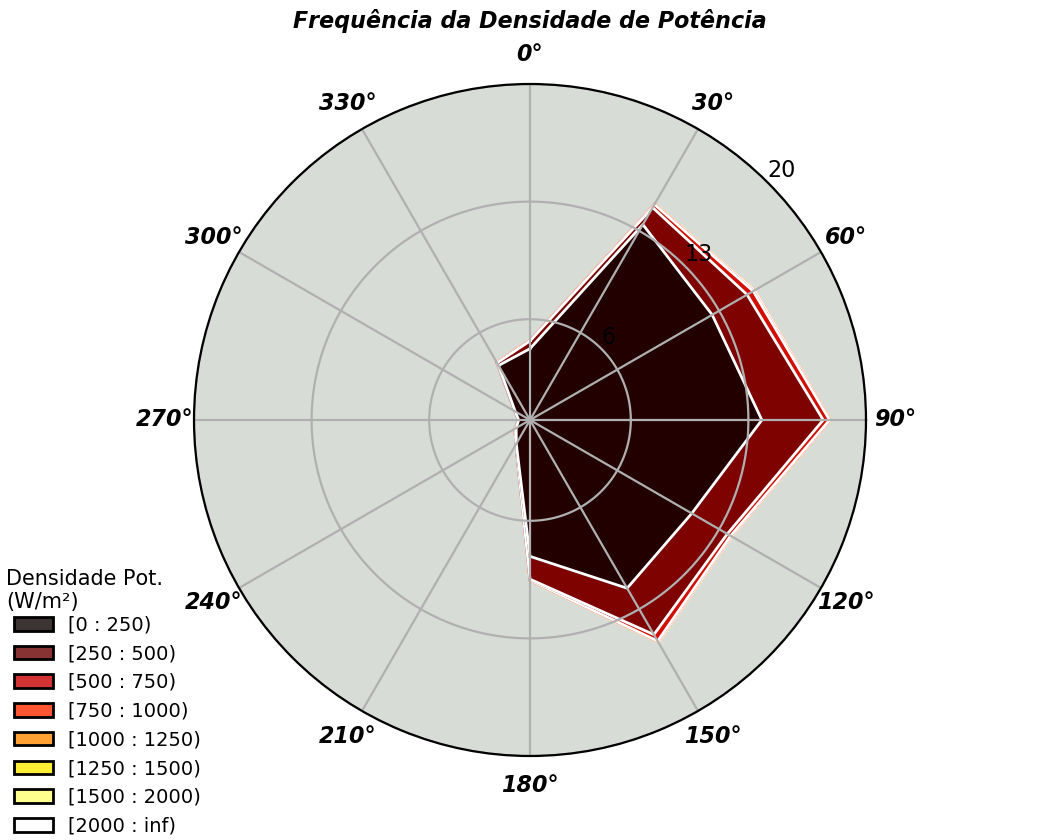 Frequência da Densidade de Potência
0°
330°
30°
20
300°
60°
13
6
270°
90°
240°
120°
210°
150°
180°
Densidade Pot.
(W/m²)
[0 : 250)
[250 : 500)
[500 : 750)
[750 : 1000)
[1000 : 1250)
[1250 : 1500)
[1500 : 2000)
[2000 : inf)